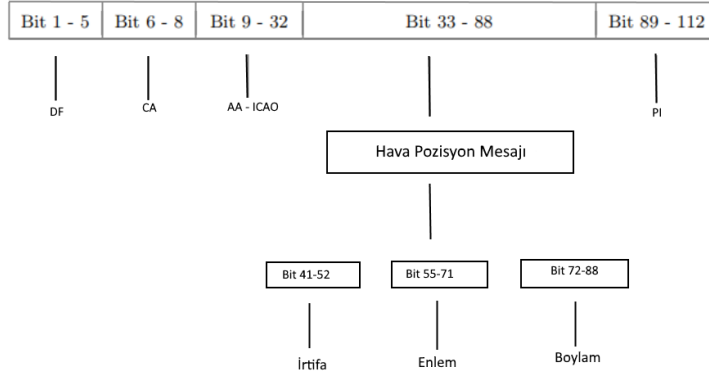 Bit 1 - 5 Bit 6 - 8 Bit 9 - 32 Bit 33 - 88 Bit 89 - 112
DF CA AA - ICAO PI
Hava Pozisyon Mesajı
Bit 41-52 Bit 55-71 Bit 72-88
İrtifa Enlem Boylam